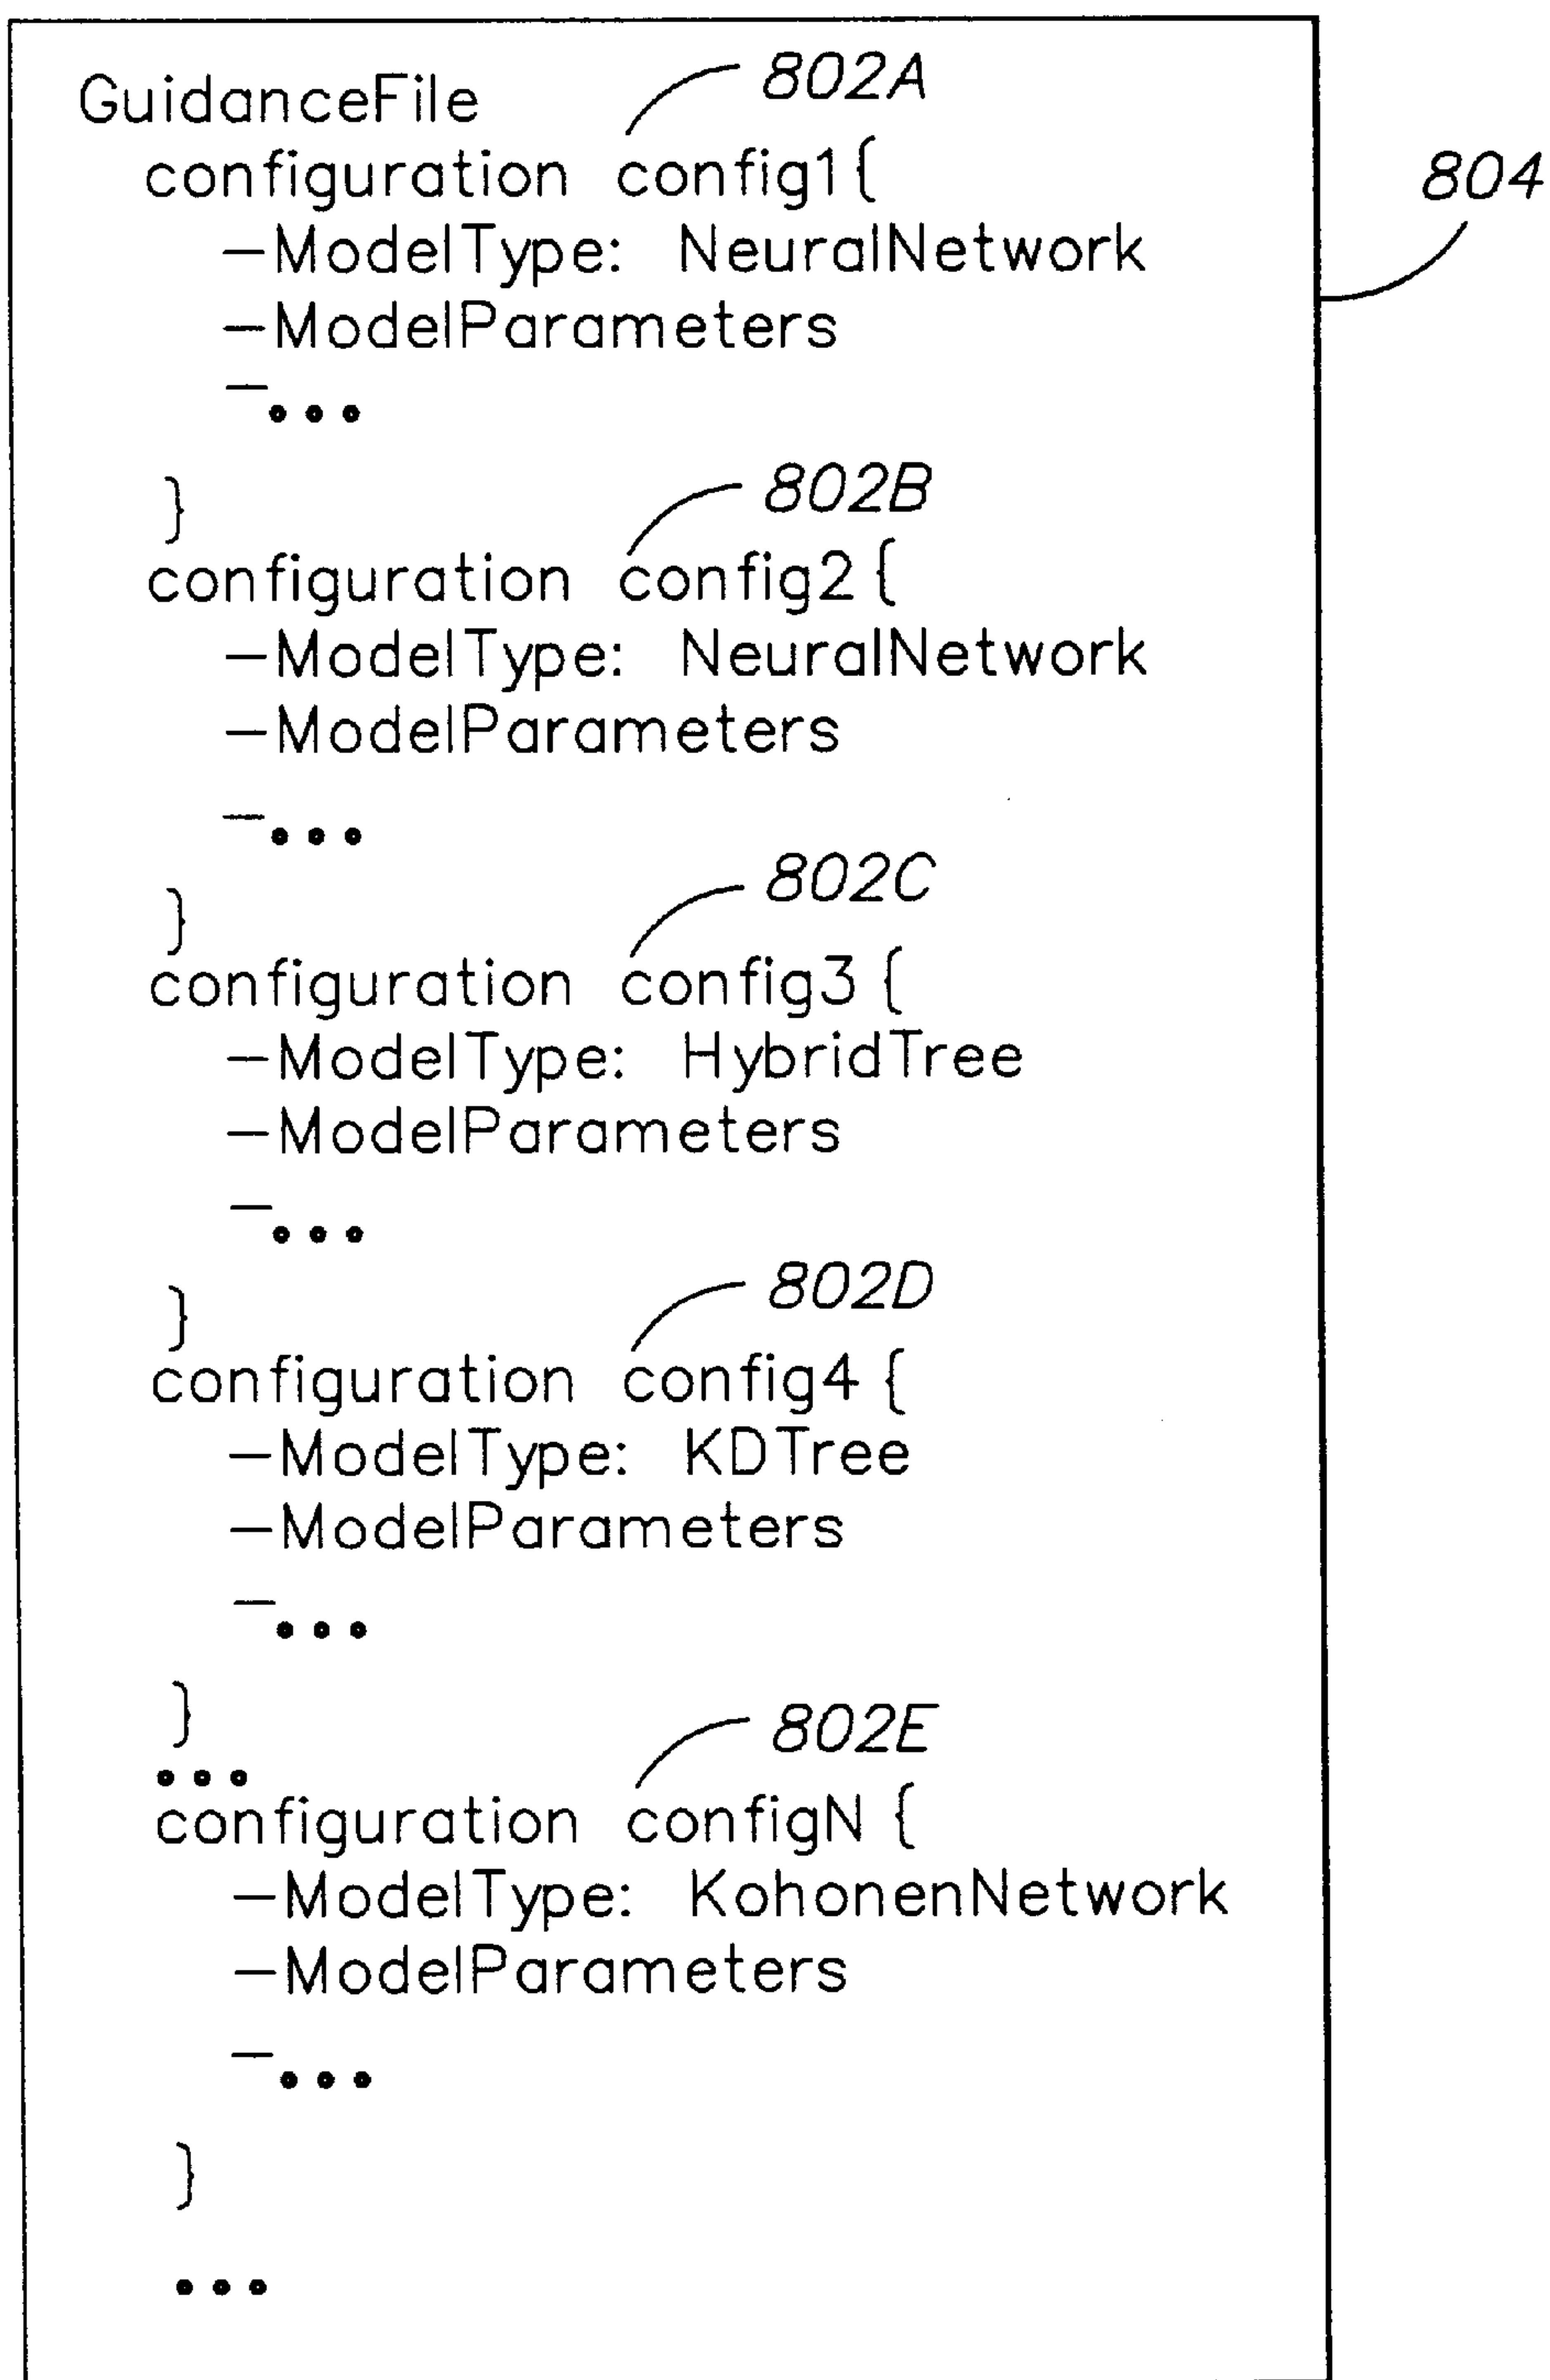 802A
GuidanceFile
configuration config1{
804
-ModelType: NeuralNetwork
-ModelParameters
-...
}
802B
configuration config2{
-ModelType: NeuralNetwork
-ModelParameters
-...
}
802C
configuration config3{
-ModelType: HybridTree
-ModelParameters
-...
}
802D
configuration config4{
-ModelType: KDTree
-ModelParameters
-...
}
802E
...
configuration configN{
-ModelType: KohonenNetwork
-ModelParameters
-...
}
...